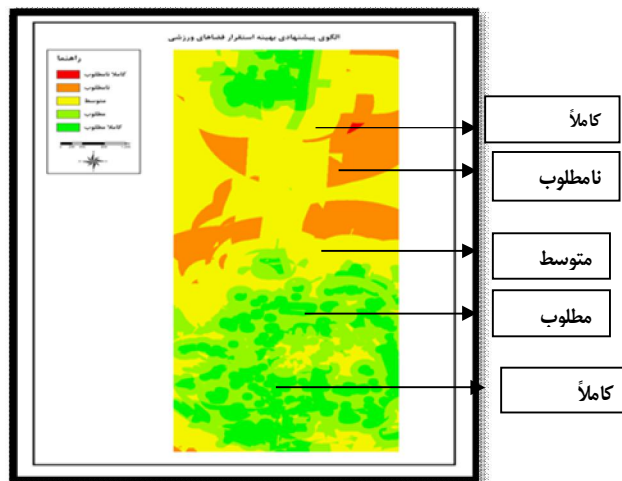 الگوی پیشنهادی بهینه استقرار فضاهای ورزشی
راهنما
کاملا نامطلوب
نامطلوب
متوسط
مطلوب
کاملا مطلوب
کاملاً
نامطلوب
متوسط
مطلوب
کاملاً